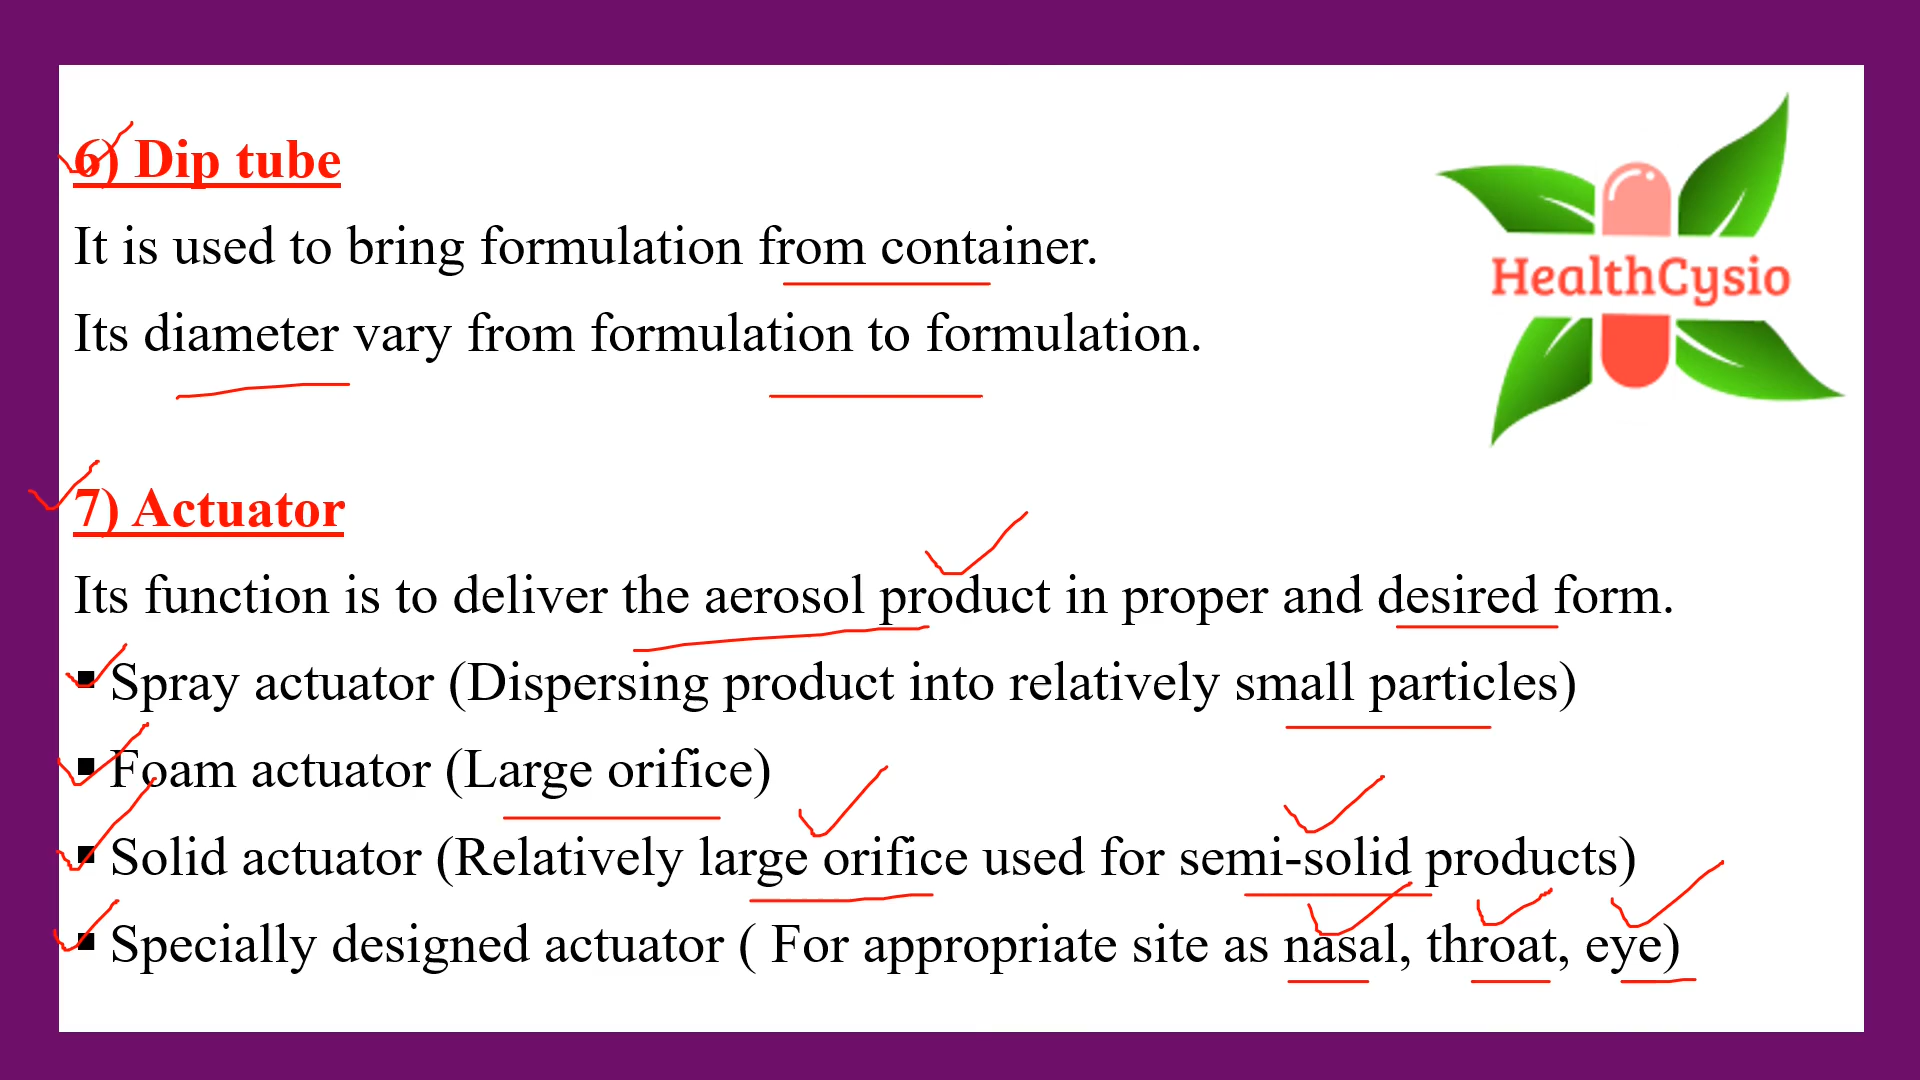 6) Dip tube
It is used to bring formulation from container.
Its diameter vary from formulation to formulation.
HealthCysio
7) Actuator
Its function is to deliver the aerosol product in proper and desired form.
▪ Spray actuator (Dispersing product into relatively small particles)
▪ Foam actuator (Large orifice)
▪ Solid actuator (Relatively large orifice used for semi-solid products)
▪ Specially designed actuator ( For appropriate site as nasal, throat, eye)